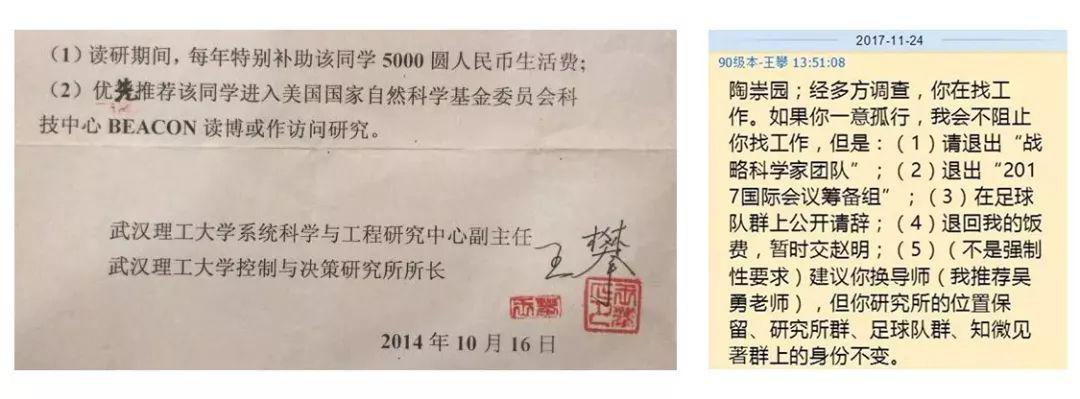 （1）读研期间，每年特别补助该同学 5000 圆人民币生活费；
（2）优先推荐该同学进入美国国家自然科学基金委员会科
技中心 BEACON 读博或作访问研究。
武汉理工大学系统科学与工程研究中心副主任
武汉理工大学控制与决策研究所所长
王攀
2014 年 10 月 16 日
2017-11-24
90级本-王攀 13:51:08
陶崇园；经多方调查，你在找工
作。如果你一意孤行，我会不阻止
你找工作，但是：（1）请退出“战
略科学家团队”；（2）退出“201
7国际会议筹备组”；（3）在足球
队群上公开请辞；（4）退回我的饭
费，暂时交赵明；（5）（不是强制
性要求）建议你换导师（我推荐吴
勇老师），但你研究所的位置保
留、研究所群、足球队群、知微见
著群上的身份不变。